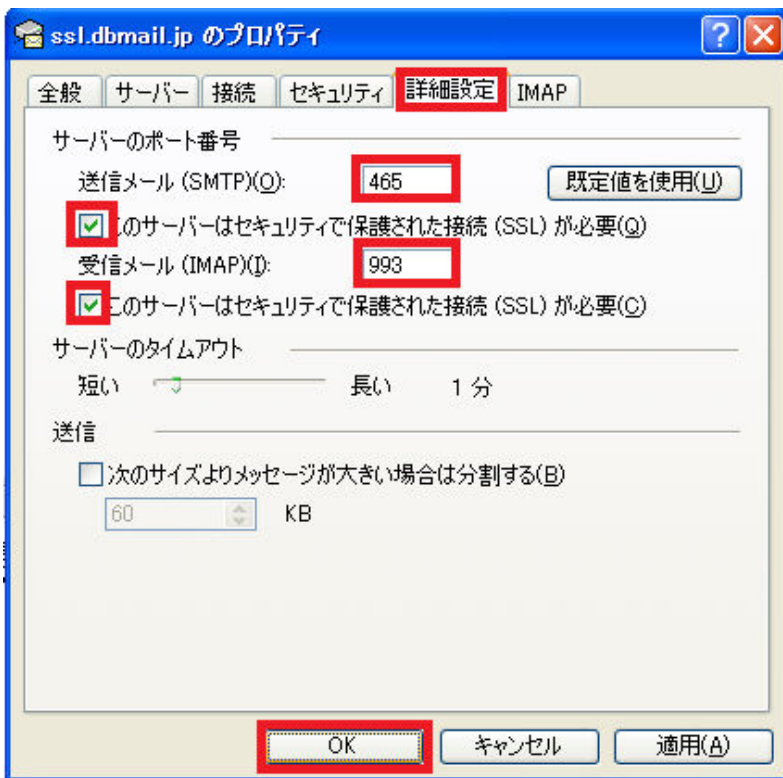 ssl.dbmail.jp のプロパティ
全般 サーバー 接続 セキュリティ 詳細設定 IMAP
サーバーのポート番号
送信メール (SMTP)(O): 465 既定値を使用(U)
このサーバーはセキュリティで保護された接続 (SSL) が必要(Q)
受信メール (IMAP)(I): 993
このサーバーはセキュリティで保護された接続 (SSL) が必要(C)
サーバーのタイムアウト
短い 長い 1 分
送信
次のサイズよりメッセージが大きい場合は分割する(B)
60 KB
OK キャンセル 適用(A)